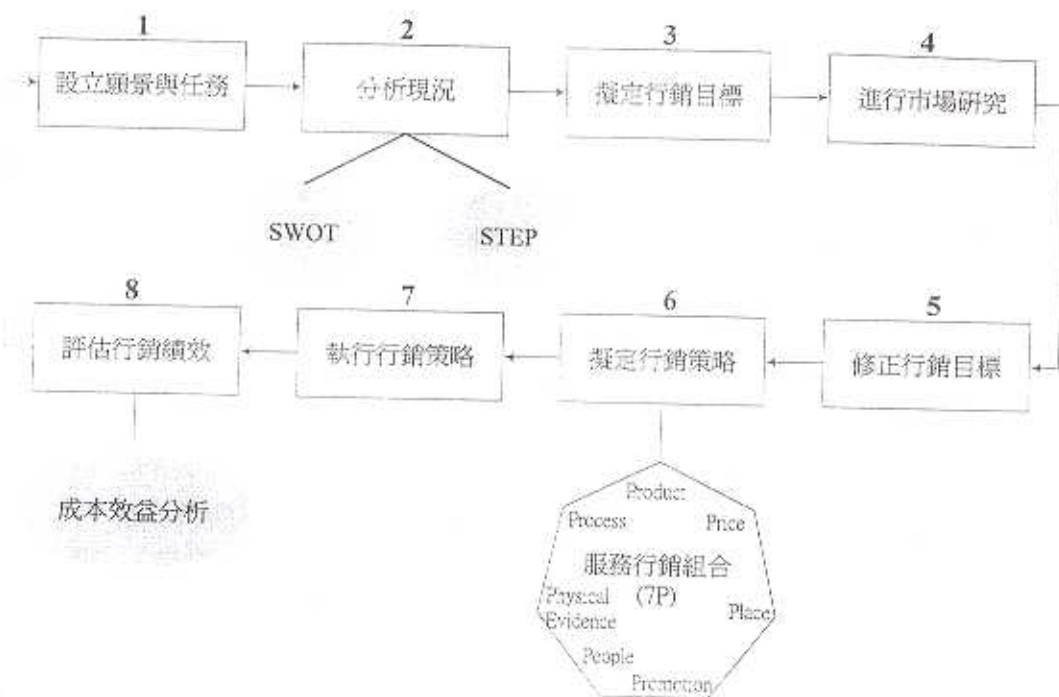 1
設立願景與任務
2
分析現況
3
擬定行銷目標
4
進行市場研究
SWOT
STEP
8
評估行銷績效
7
執行行銷策略
6
擬定行銷策略
5
修正行銷目標
成本效益分析
Product
Process
Price
服務行銷組合
(7P)
Physical
Evidence
Place
People
Promotion